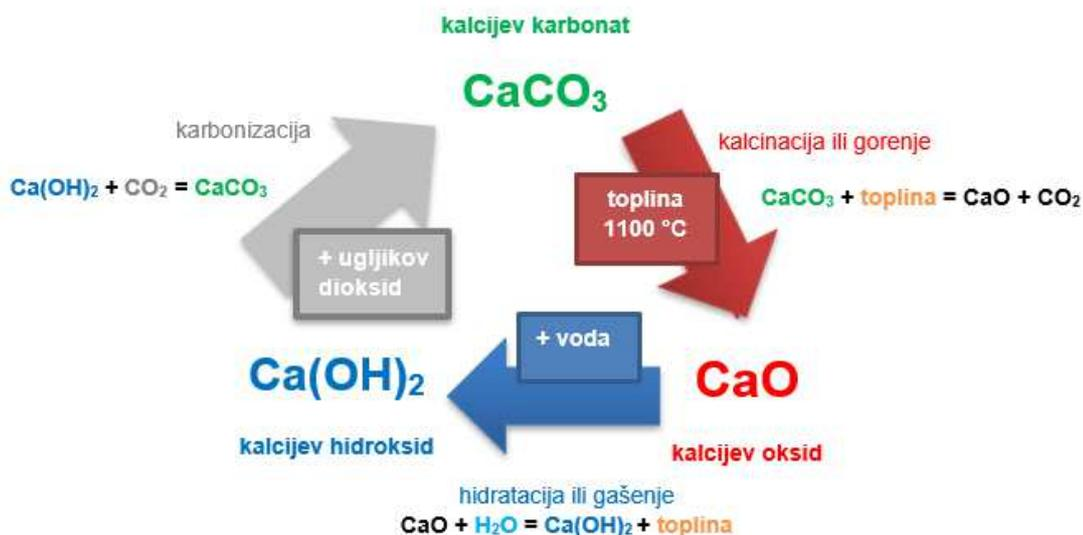 kalcijev karbonat
CaCO₃
karbonizacija
Ca(OH)₂ + CO₂ = CaCO₃
+ ugljikov
dioksid
toplina
1100 °C
kalcinacija ili gorenje
CaCO₃ + toplina = CaO + CO₂
+ voda
Ca(OH)₂
kalcijev hidroksid
CaO
kalcijev oksid
hidratacija ili gašenje
CaO + H₂O = Ca(OH)₂ + toplina